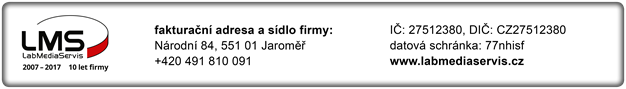 LMS
LabMediaServis
2007 – 2017 10 let firmy
fakturační adresa a sídlo firmy:
Národní 84, 551 01 Jaroměř
+420 491 810 091
IČ: 27512380, DIČ: CZ27512380
datová schránka: 77nhisf
www.labmediaservis.cz